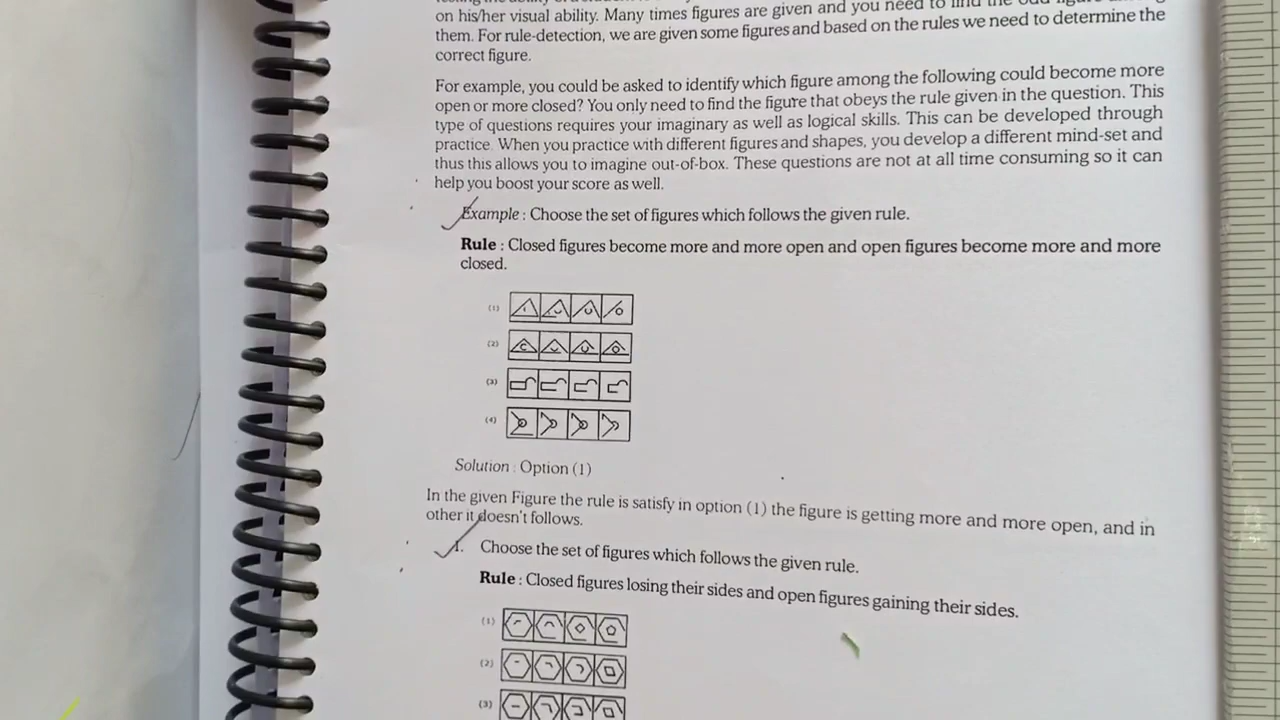 on his/her visual ability. Many times figures are given and you need to find the odd figure among
them. For rule-detection, we are given some figures and based on the rules we need to determine the
correct figure.
For example, you could be asked to identify which figure among the following could become more
open or more closed? You only need to find the figure that obeys the rule given in the question. This
type of questions requires your imaginary as well as logical skills. This can be developed through
practice. When you practice with different figures and shapes, you develop a different mind-set and
thus this allows you to imagine out-of-box. These questions are not at all time consuming so it can
help you boost your score as well.
Example : Choose the set of figures which follows the given rule.
Rule : Closed figures become more and more open and open figures become more and more
closed.
(1)
(2)
(3)
(4)
Solution : Option (1)
In the given Figure the rule is satisfy in option (1) the figure is getting more and more open, and in
other it doesn't follows.
1. Choose the set of figures which follows the given rule.
Rule : Closed figures losing their sides and open figures gaining their sides.
(1)
(2)
(3)